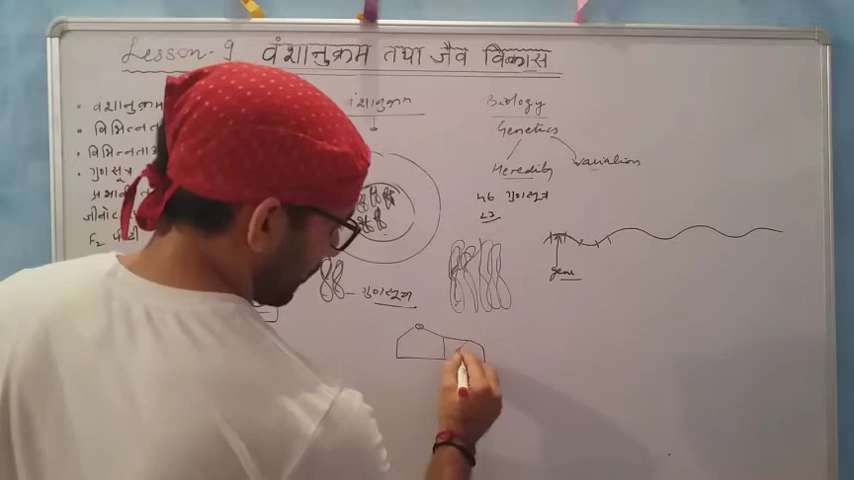 Lesson-9 वंशानुक्रम तथा जैव विकास
• वंशानुक्रम
• विभिन्नत
• विभिन्नता
• गुणसूत्र
प्रभावि
जीनो
F₂ पीढी
वंशानुक्रम
गुणसूत्र
Biology
Genetics
Heredity
variation
46 गुणसूत्र
23
gene